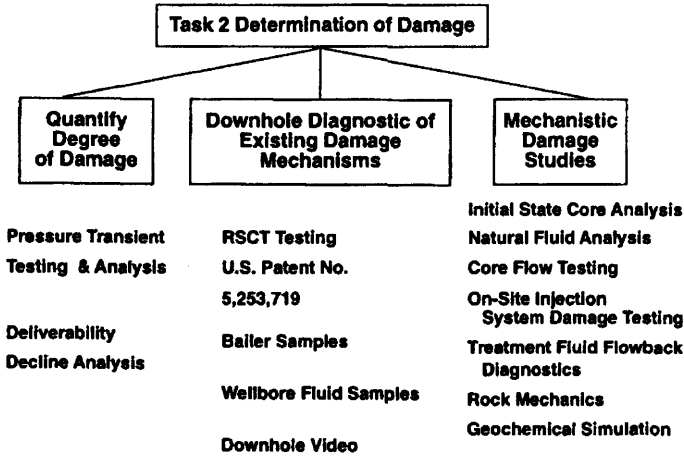 Task 2 Determination of Damage
Quantify
Degree
of Damage
Downhole Diagnostic of
Existing Damage
Mechanisms
Mechanistic
Damage
Studies
Pressure Transient
Testing & Analysis
Deliverability
Decline Analysis
RSCT Testing
U.S. Patent No.
5,253,719
Bailer Samples
Wellbore Fluid Samples
Downhole Video
Initial State Core Analysis
Natural Fluid Analysis
Core Flow Testing
On-Site Injection
System Damage Testing
Treatment Fluid Flowback
Diagnostics
Rock Mechanics
Geochemical Simulation